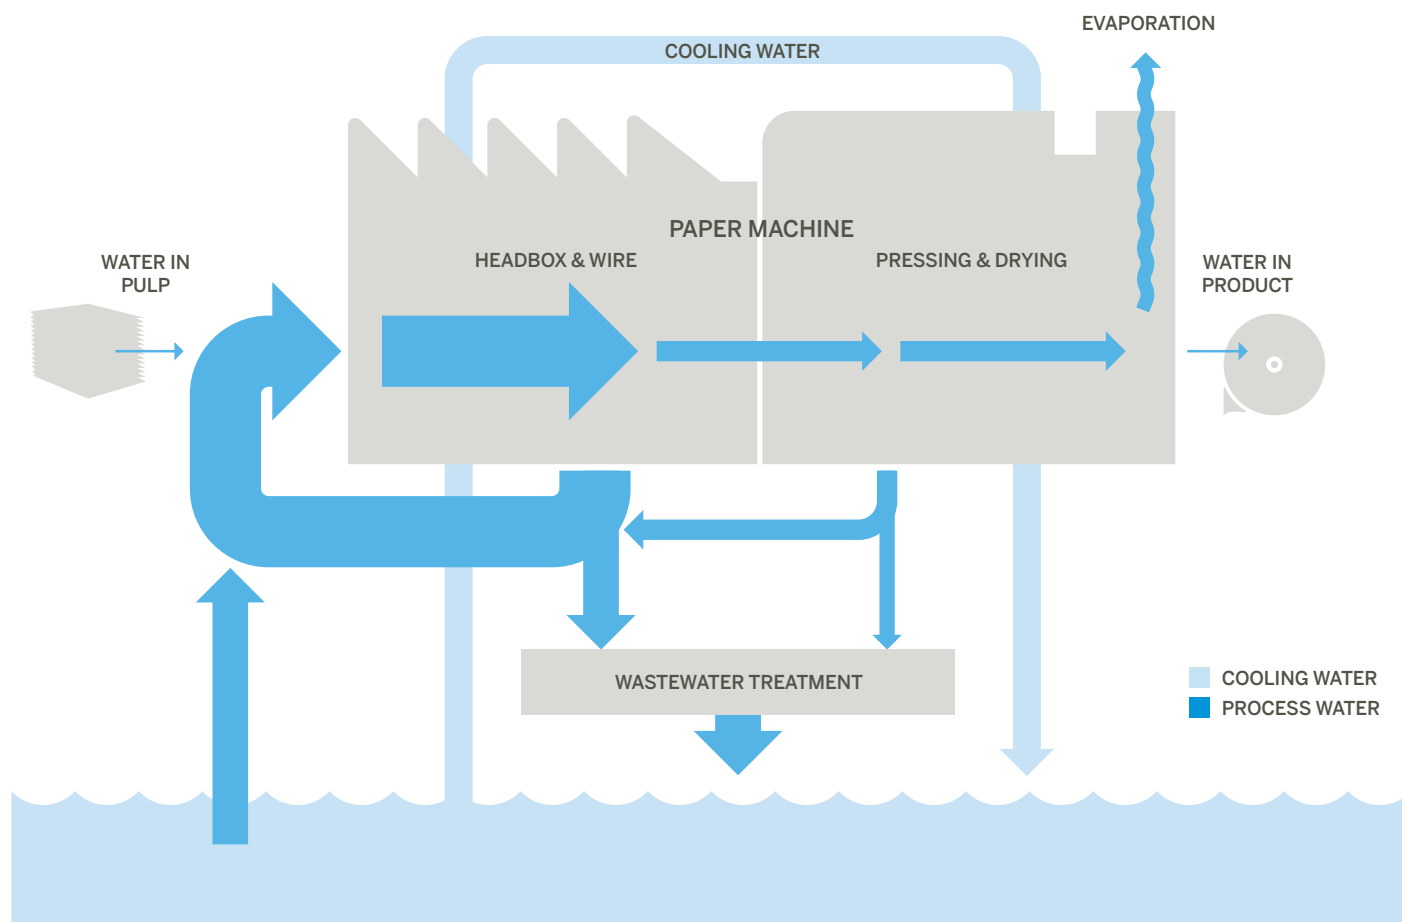 EVAPORATION
COOLING WATER
PAPER MACHINE
HEADBOX & WIRE
PRESSING & DRYING
WATER IN
PULP
WATER IN
PRODUCT
WASTEWATER TREATMENT
COOLING WATER
PROCESS WATER